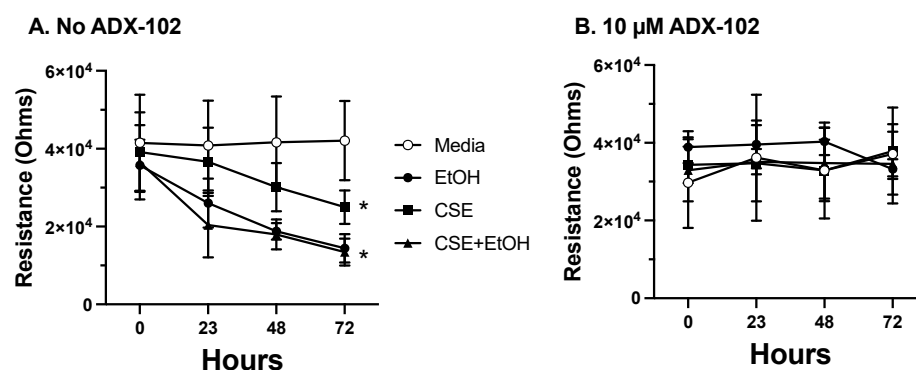 A. No ADX-102
Resistance (Ohms)
6×10⁴
4×10⁴
2×10⁴
0
0 23 48 72
Hours
*
*
Media
EtOH
CSE
CSE+EtOH
B. 10 µM ADX-102
Resistance (Ohms)
6×10⁴
4×10⁴
2×10⁴
0
0 23 48 72
Hours